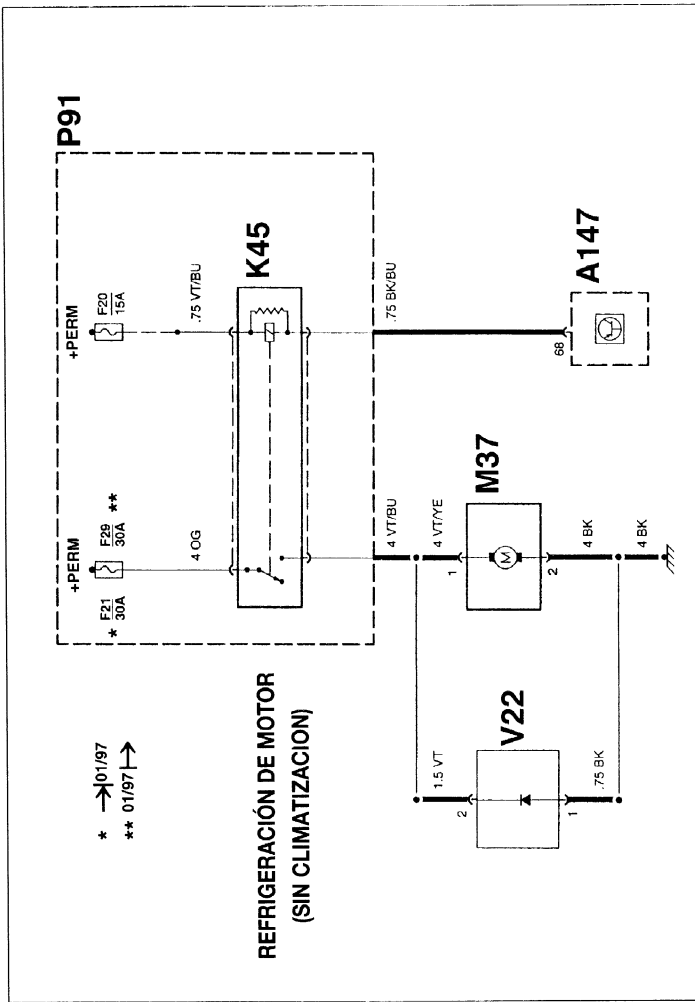 P91
+PERM
+PERM
* F21
30A
F29 **
30A
F20
15A
4 OG
.75 VT/BU
K45
* →|01/97
** 01/97|→
REFRIGERACIÓN DE MOTOR
(SIN CLIMATIZACION)
4 VT/BU
.75 BK/BU
4 VT/YE
1.5 VT
2
1
68
V22
M
M37
A147
1
2
.75 BK
4 BK
4 BK